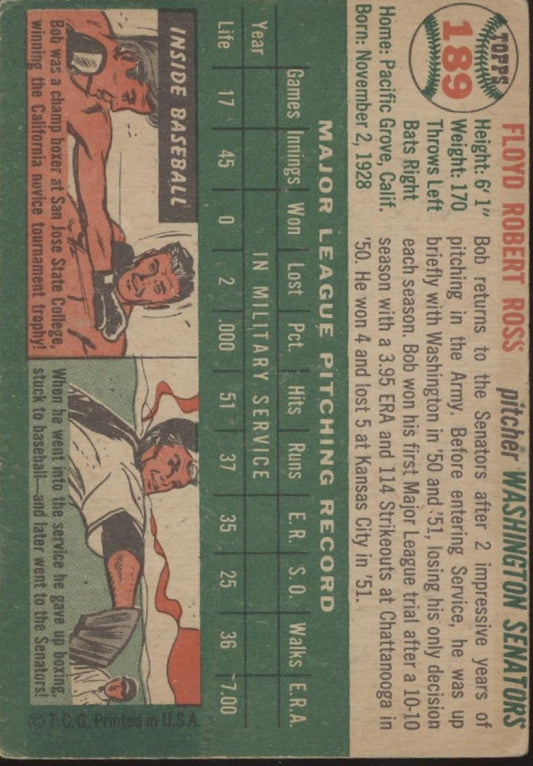 TOPPS
189
FLOYD ROBERT ROSS pitcher WASHINGTON SENATORS
Height: 6' 1"
Weight: 170
Throws Left
Bats Right
Home: Pacific Grove, Calif.
Born: November 2, 1928
Bob returns to the Senators after 2 impressive years of
pitching in the Army. Before entering Service, he was up
briefly with Washington in '50 and '51, losing his only decision
each season. Bob won his first Major League trial after a 10-10
season with a 3.95 ERA and 114 Strikeouts at Chattanooga in
'50. He won 4 and lost 5 at Kansas City in '51.
MAJOR LEAGUE PITCHING RECORD
Games Innings Won Lost Pct. Hits Runs E.R. S.O. Walks E.R.A.
Year IN MILITARY SERVICE
Life 17 45 0 2 .000 51 37 35 25 36 7.00
INSIDE BASEBALL
Bob was a champ boxer at San Jose State College,
winning the California novice tournament trophy!
When he went into the service he gave up boxing,
stuck to baseball—and later went to the Senators!
© T.C.G. Printed in U.S.A.